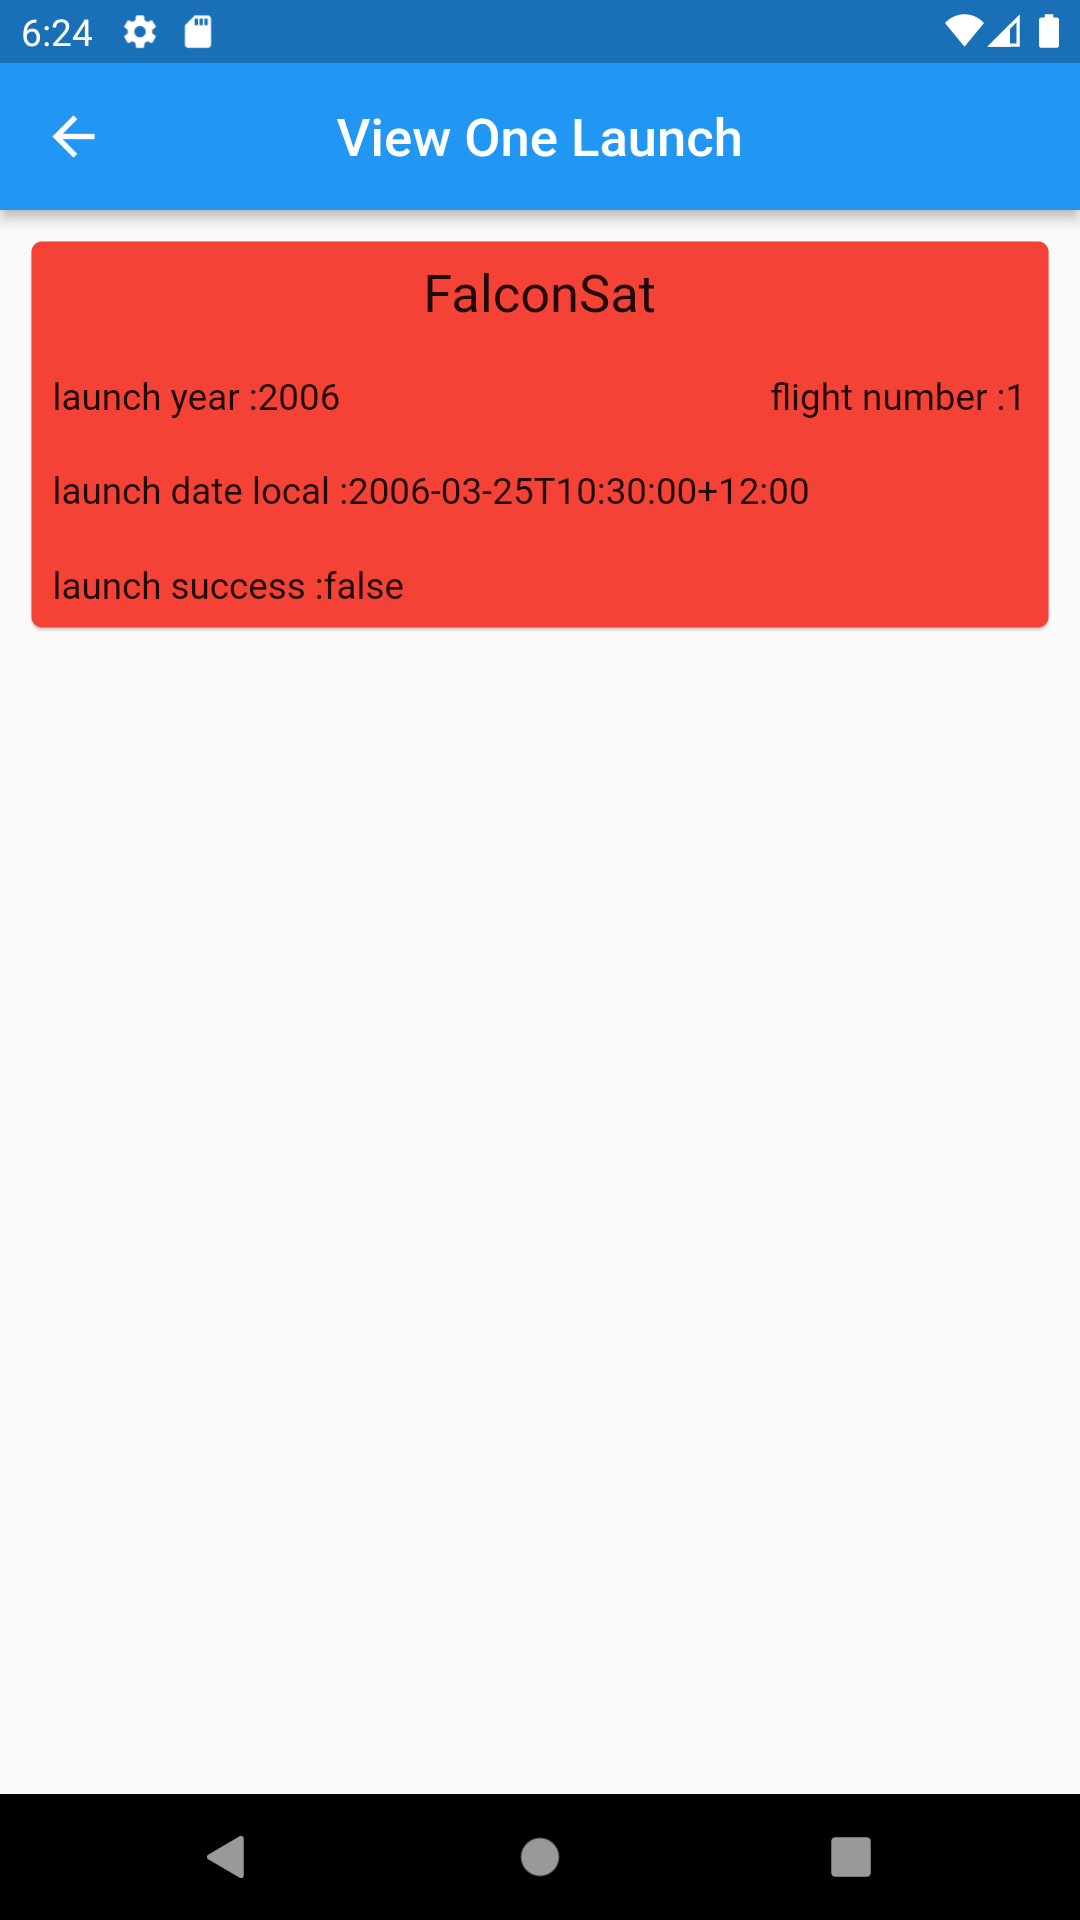 6:24
View One Launch
FalconSat
launch year :2006 flight number :1
launch date local :2006-03-25T10:30:00+12:00
launch success :false